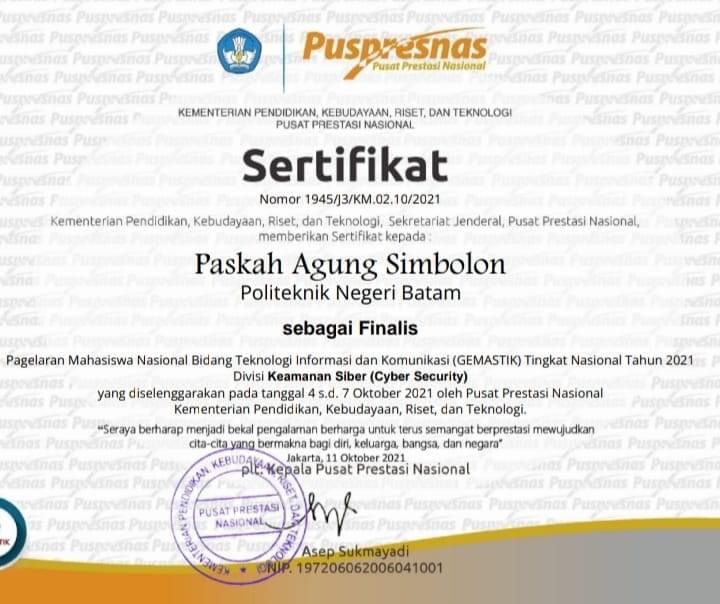 Puspresnas
Pusat Prestasi Nasional
KEMENTERIAN PENDIDIKAN, KEBUDAYAAN, RISET, DAN TEKNOLOGI
PUSAT PRESTASI NASIONAL
Sertifikat
Nomor 1945/J3/KM.02.10/2021
Kementerian Pendidikan, Kebudayaan, Riset, dan Teknologi, Sekretariat Jenderal, Pusat Prestasi Nasional,
memberikan Sertifikat kepada :
Paskah Agung Simbolon
Politeknik Negeri Batam
sebagai Finalis
Pagelaran Mahasiswa Nasional Bidang Teknologi Informasi dan Komunikasi (GEMASTIK) Tingkat Nasional Tahun 2021
Divisi Keamanan Siber (Cyber Security)
yang diselenggarakan pada tanggal 4 s.d. 7 Oktober 2021 oleh Pusat Prestasi Nasional
Kementerian Pendidikan, Kebudayaan, Riset, dan Teknologi.
"Seraya berharap menjadi bekal pengalaman berharga untuk terus semangat berprestasi mewujudkan
cita-cita yang bermakna bagi diri, keluarga, bangsa, dan negara"
Jakarta, 11 Oktober 2021
plt. Kepala Pusat Prestasi Nasional
KEMENTERIAN PENDIDIKAN KEBUDAYAAN, RISET, DAN TEKNOLOGI
PUSAT PRESTASI
NASIONAL
Asep Sukmayadi
NIP. 197206062006041001